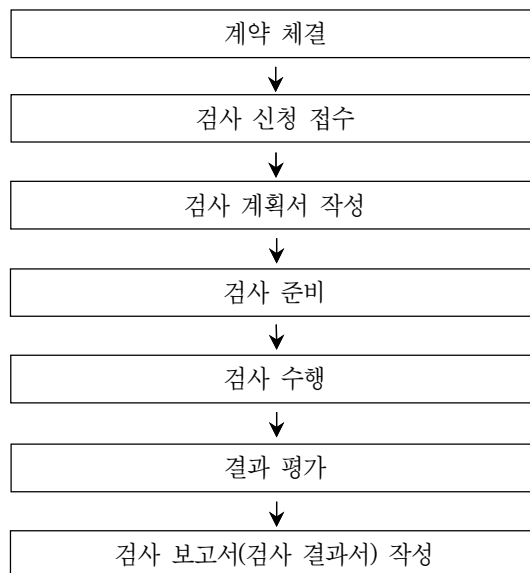 계약 체결
검사 신청 접수
검사 계획서 작성
검사 준비
검사 수행
결과 평가
검사 보고서(검사 결과서) 작성